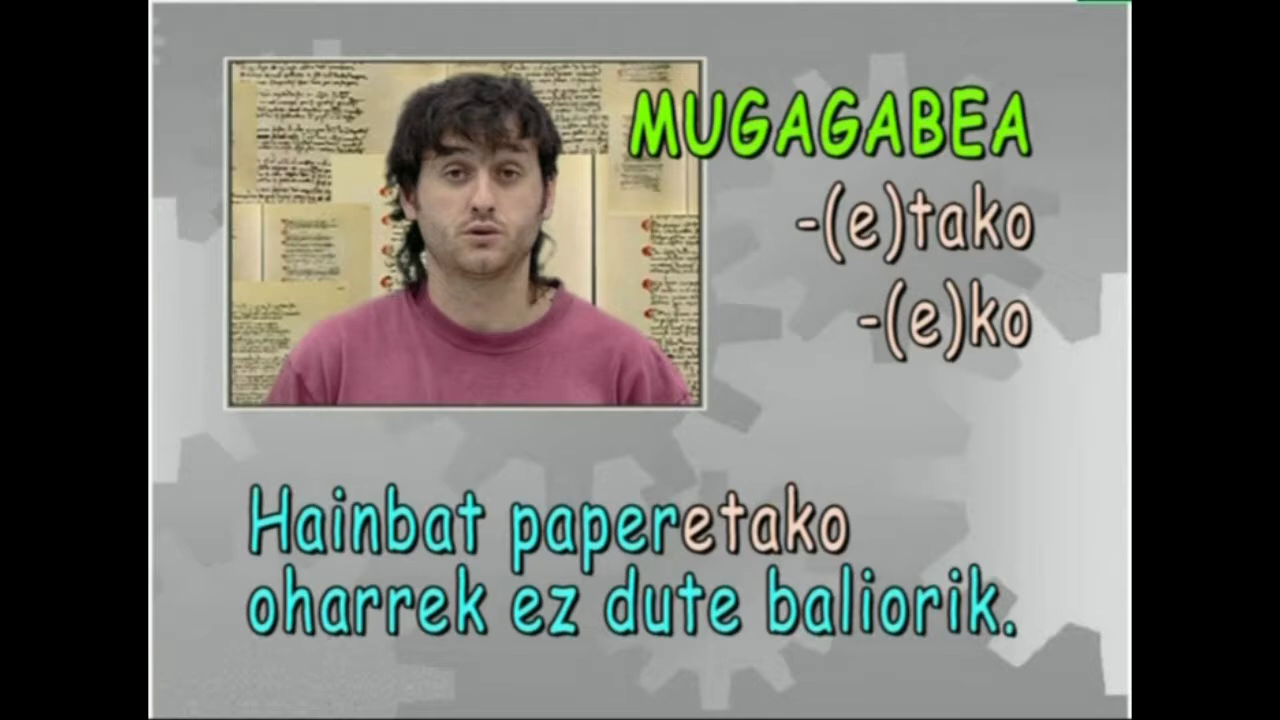 MUGAGABEA
-(e)tako
-(e)ko
Hainbat paperetako
oharrek ez dute baliorik.